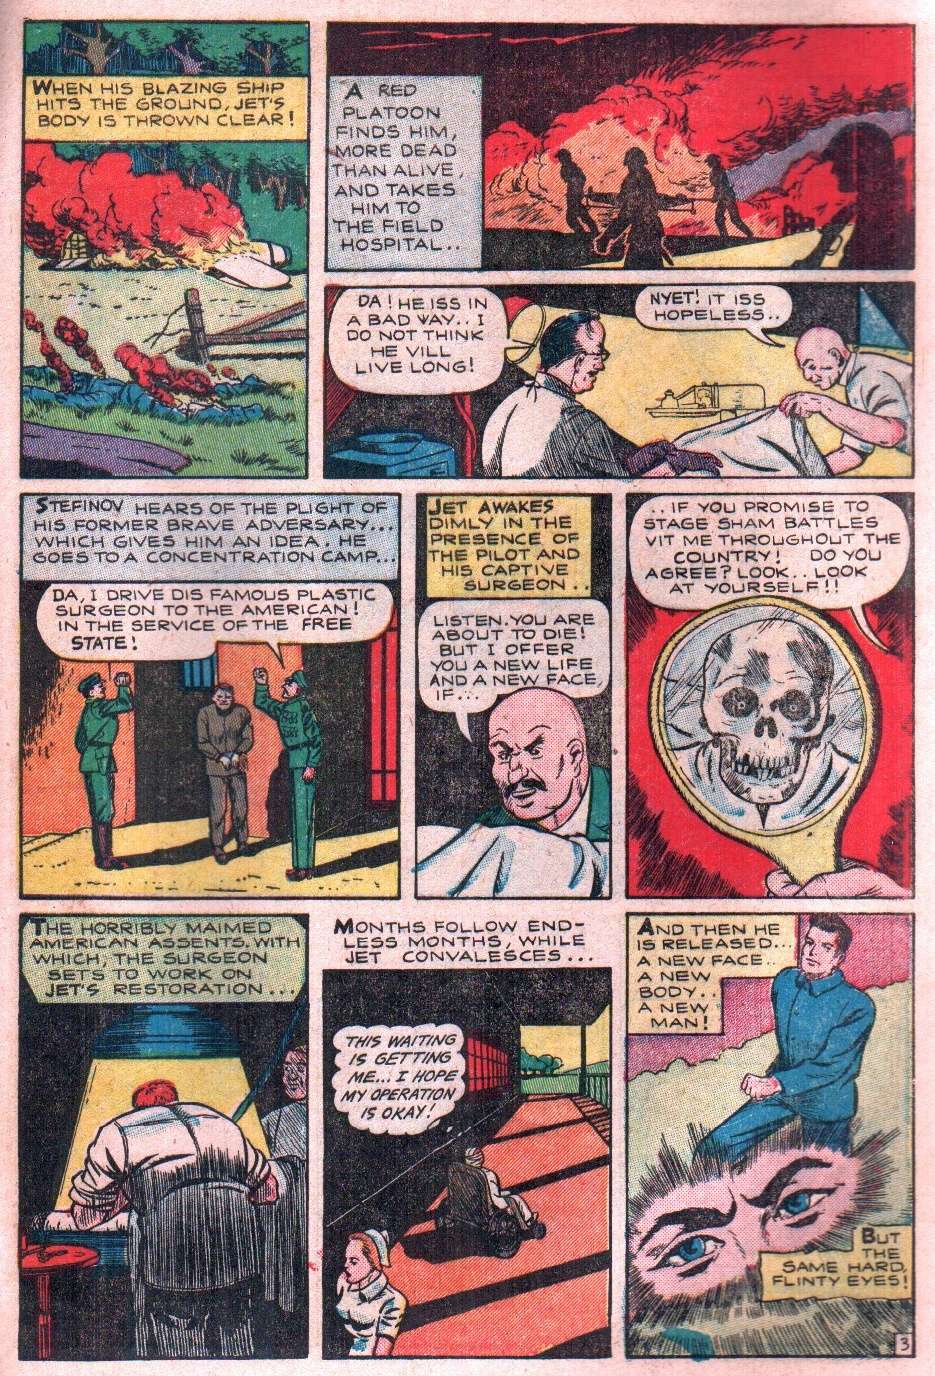 WHEN HIS BLAZING SHIP
HITS THE GROUND, JET'S
BODY IS THROWN CLEAR!
A RED
PLATOON
FINDS HIM,
MORE DEAD
THAN ALIVE,
AND TAKES
HIM TO
THE FIELD
HOSPITAL..
DA! HE ISS IN
A BAD WAY.. I
DO NOT THINK
HE VILL
LIVE LONG!
NYET! IT ISS
HOPELESS..
STEFINOV HEARS OF THE PLIGHT OF
HIS FORMER BRAVE ADVERSARY...
WHICH GIVES HIM AN IDEA. HE
GOES TO A CONCENTRATION CAMP...
DA, I DRIVE DIS FAMOUS PLASTIC
SURGEON TO THE AMERICAN!
IN THE SERVICE OF THE FREE
STATE!
JET AWAKES
DIMLY IN THE
PRESENCE OF
THE PILOT AND
HIS CAPTIVE
SURGEON..
LISTEN. YOU ARE
ABOUT TO DIE!
BUT I OFFER
YOU A NEW LIFE
AND A NEW FACE,
IF...
..IF YOU PROMISE TO
STAGE SHAM BATTLES
VIT ME THROUGHOUT THE
COUNTRY! DO YOU
AGREE? LOOK.. LOOK
AT YOURSELF!!
THE HORRIBLY MAIMED
AMERICAN ASSENTS, WITH
WHICH, THE SURGEON
SETS TO WORK ON
JET'S RESTORATION...
MONTHS FOLLOW END-
LESS MONTHS, WHILE
JET CONVALESCES...
THIS WAITING
IS GETTING
ME... I HOPE
MY OPERATION
IS OKAY!
AND THEN HE
IS RELEASED...
A NEW FACE..
A NEW
BODY..
A NEW
MAN!
BUT
THE
SAME HARD,
FLINTY EYES!
3